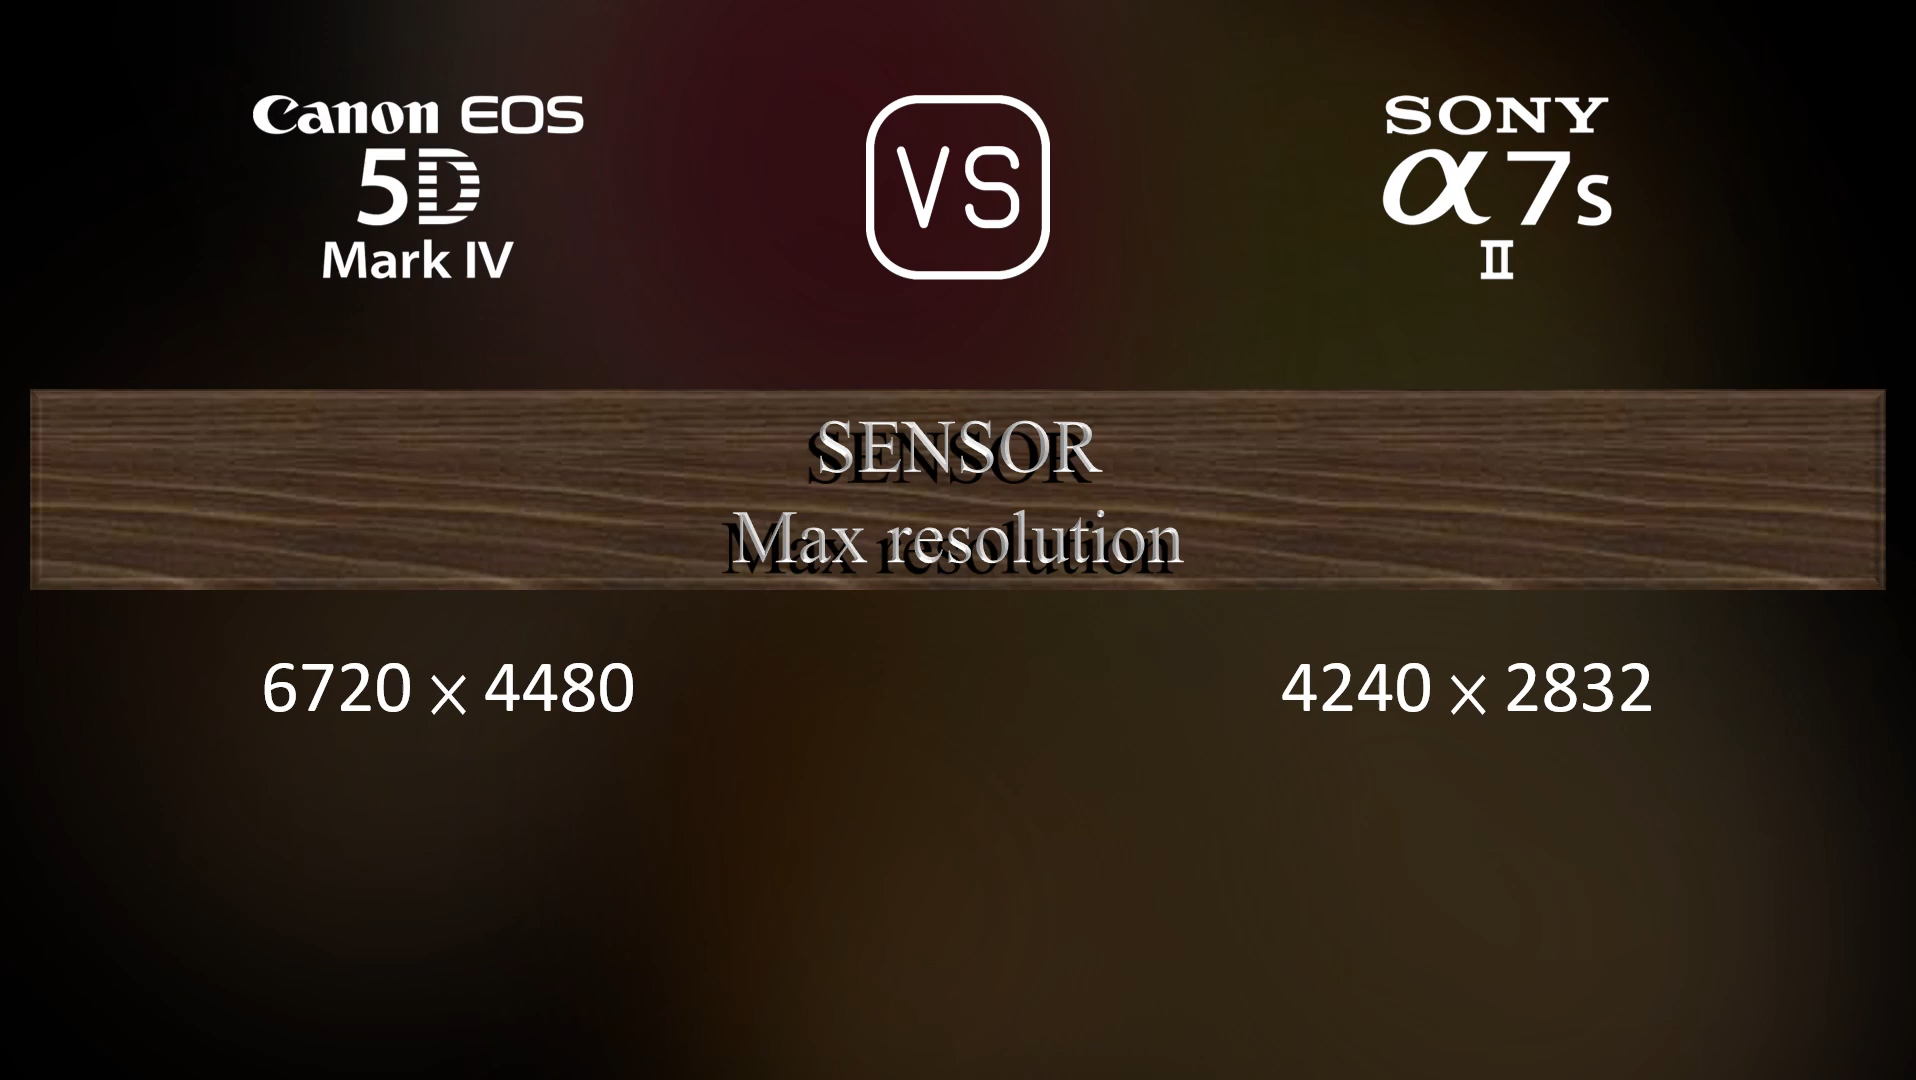 Canon EOS
5D
Mark IV
VS
SONY
α7s
II
SENSOR
Max resolution
6720 x 4480
4240 x 2832